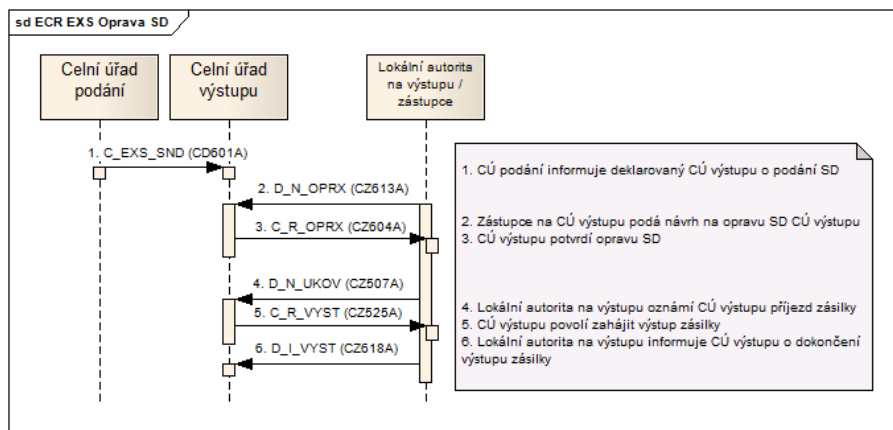 sd ECR EXS Oprava SD
Celní úřad
podání
Celní úřad
výstupu
Lokální autorita
na výstupu /
zástupce
1. C_EXS_SND (CD601A)
2. D_N_OPRX (CZ613A)
3. C_R_OPRX (CZ604A)
4. D_N_UKOV (CZ507A)
5. C_R_VYST (CZ525A)
6. D_I_VYST (CZ618A)
1. CÚ podání informuje deklarovaný CÚ výstupu o podání SD
2. Zástupce na CÚ výstupu podá návrh na opravu SD CÚ výstupu
3. CÚ výstupu potvrdí opravu SD
4. Lokální autorita na výstupu oznámí CÚ výstupu příjezd zásilky
5. CÚ výstupu povolí zahájit výstup zásilky
6. Lokální autorita na výstupu informuje CÚ výstupu o dokončení
výstupu zásilky